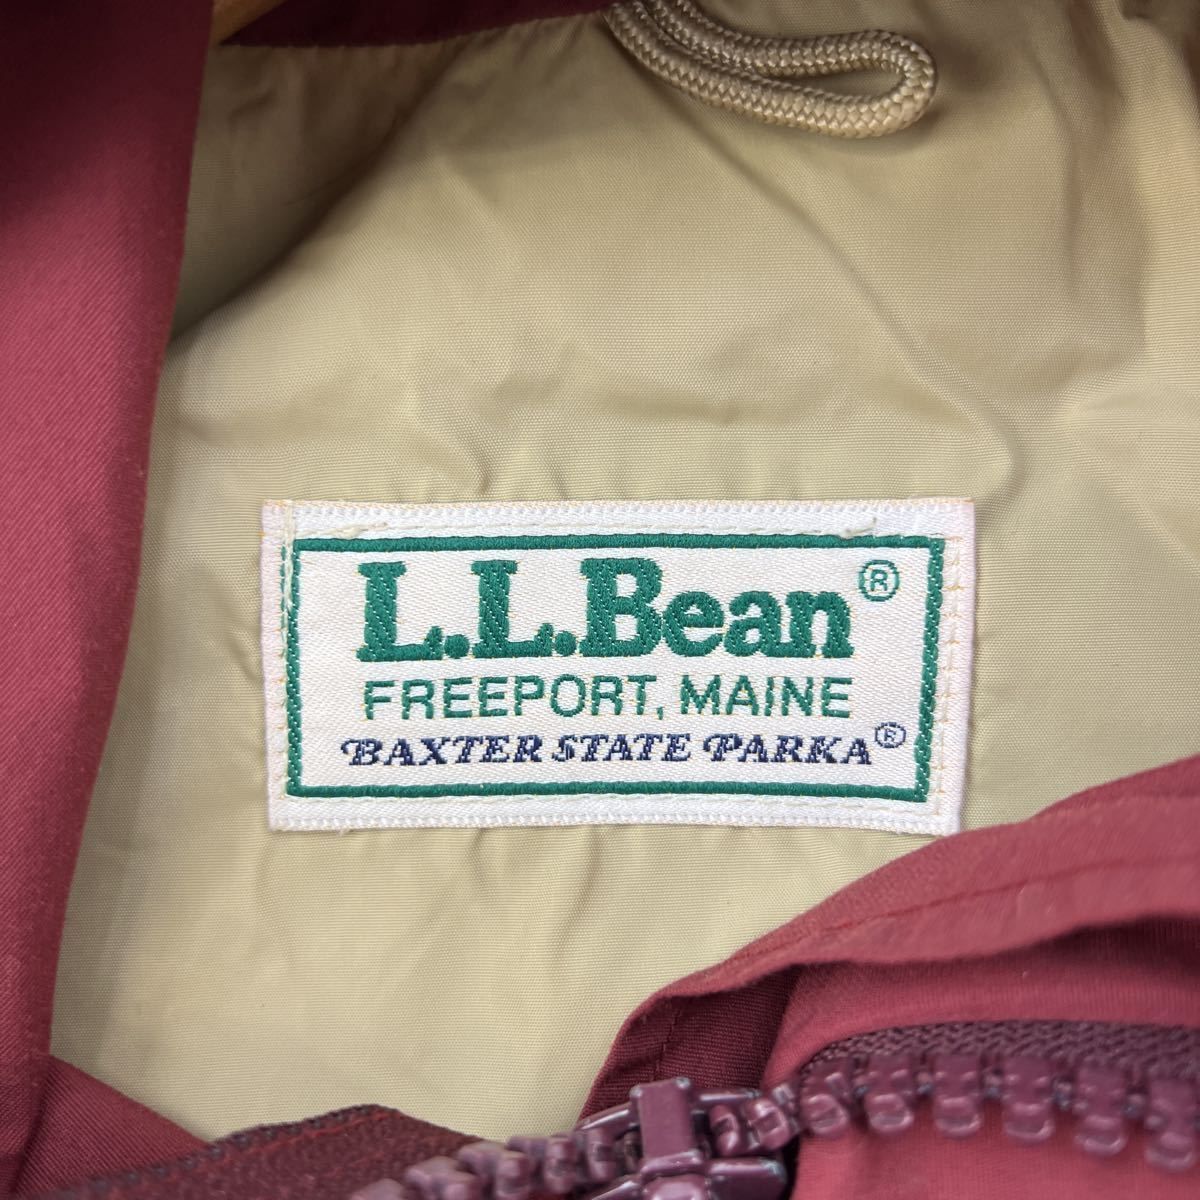 L.L.Bean®
FREEPORT, MAINE
BAXTER STATE PARKA®